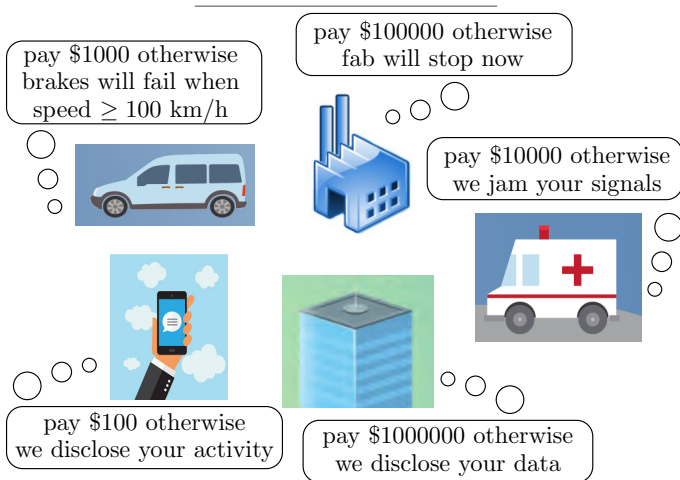 pay $1000 otherwise
brakes will fail when
speed ≥ 100 km/h
pay $100000 otherwise
fab will stop now
pay $10000 otherwise
we jam your signals
pay $100 otherwise
we disclose your activity
pay $1000000 otherwise
we disclose your data